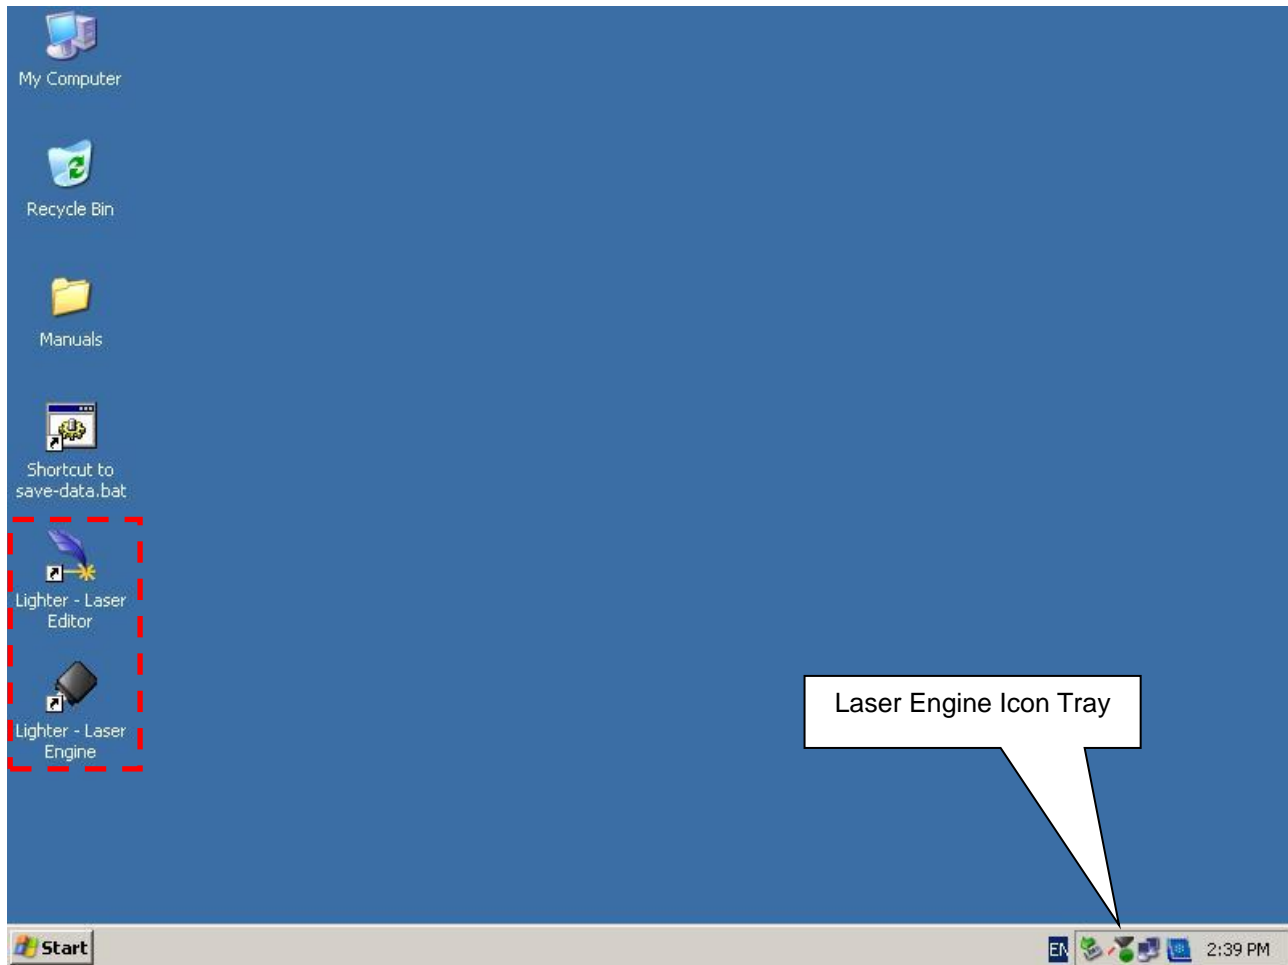 My Computer
Recycle Bin
Manuals
Shortcut to
save-data.bat
Lighter - Laser
Editor
Lighter - Laser
Engine
Laser Engine Icon Tray
Start
EN
2:39 PM